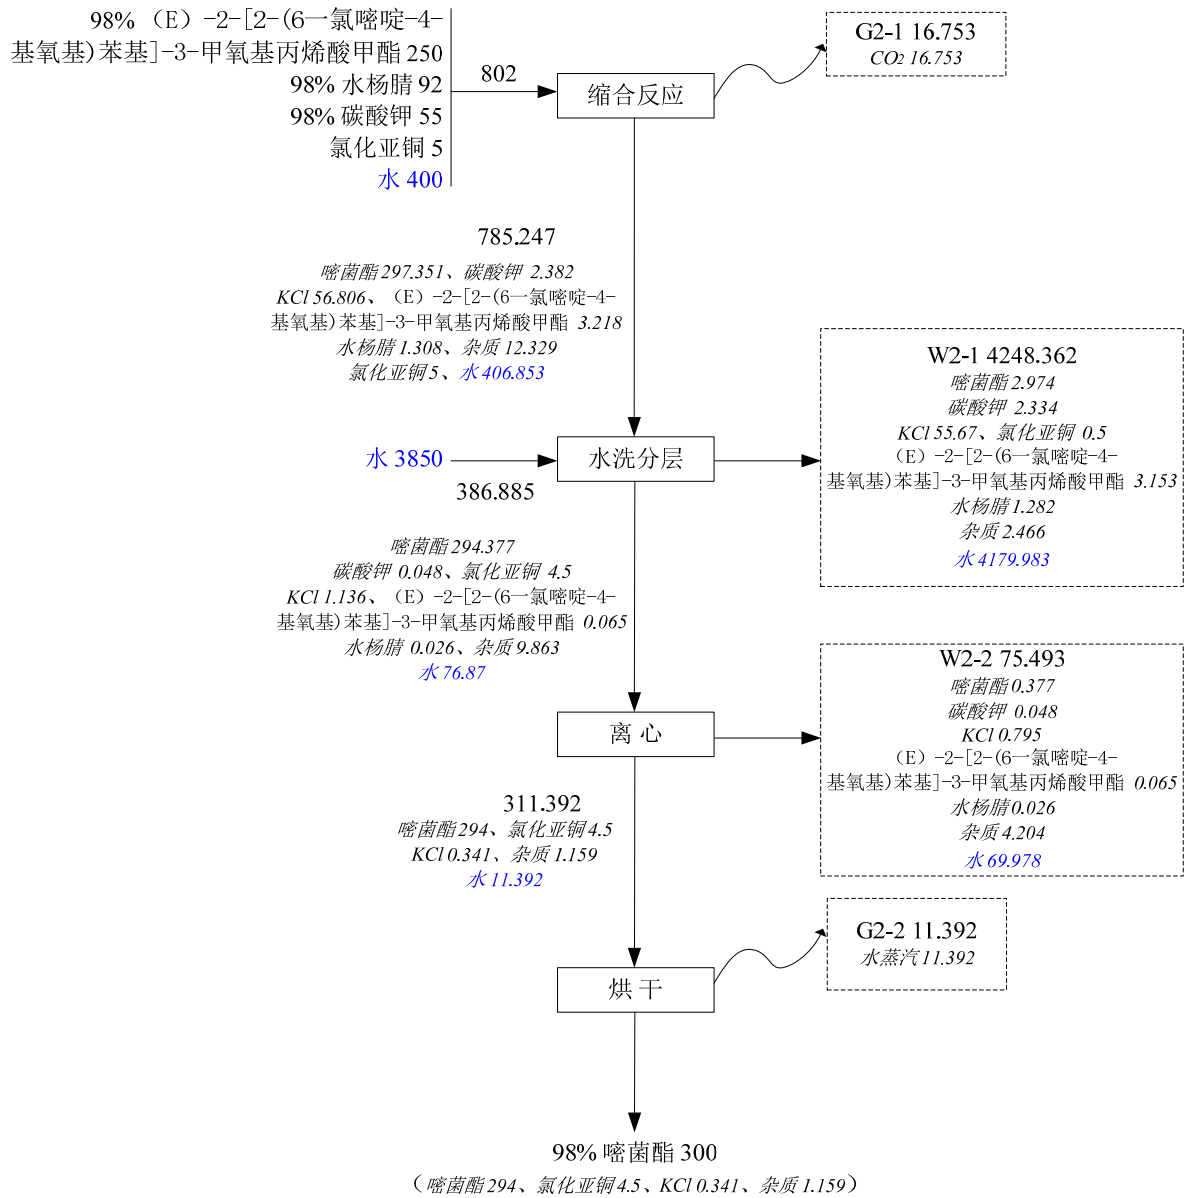 98% （E）-2-[2-(6一氯嘧啶-4-
基氧基)苯基]-3-甲氧基丙烯酸甲酯 250
98% 水杨腈 92
98% 碳酸钾 55
氯化亚铜 5
水 400
802
缩合反应
G2-1 16.753
CO2 16.753
785.247
嘧菌酯 297.351、碳酸钾 2.382
KCl 56.806、（E）-2-[2-(6一氯嘧啶-4-
基氧基)苯基]-3-甲氧基丙烯酸甲酯 3.218
水杨腈 1.308、杂质 12.329
氯化亚铜 5、水 406.853
水 3850
水洗分层
W2-1 4248.362
嘧菌酯 2.974
碳酸钾 2.334
KCl 55.67、氯化亚铜 0.5
（E）-2-[2-(6一氯嘧啶-4-
基氧基)苯基]-3-甲氧基丙烯酸甲酯 3.153
水杨腈 1.282
杂质 2.466
水 4179.983
386.885
嘧菌酯 294.377
碳酸钾 0.048、氯化亚铜 4.5
KCl 1.136、（E）-2-[2-(6一氯嘧啶-4-
基氧基)苯基]-3-甲氧基丙烯酸甲酯 0.065
水杨腈 0.026、杂质 9.863
水 76.87
离 心
W2-2 75.493
嘧菌酯 0.377
碳酸钾 0.048
KCl 0.795
（E）-2-[2-(6一氯嘧啶-4-
基氧基)苯基]-3-甲氧基丙烯酸甲酯 0.065
水杨腈 0.026
杂质 4.204
水 69.978
311.392
嘧菌酯 294、氯化亚铜 4.5
KCl 0.341、杂质 1.159
水 11.392
烘 干
G2-2 11.392
水蒸汽 11.392
98% 嘧菌酯 300
（嘧菌酯 294、氯化亚铜 4.5、KCl 0.341、杂质 1.159）